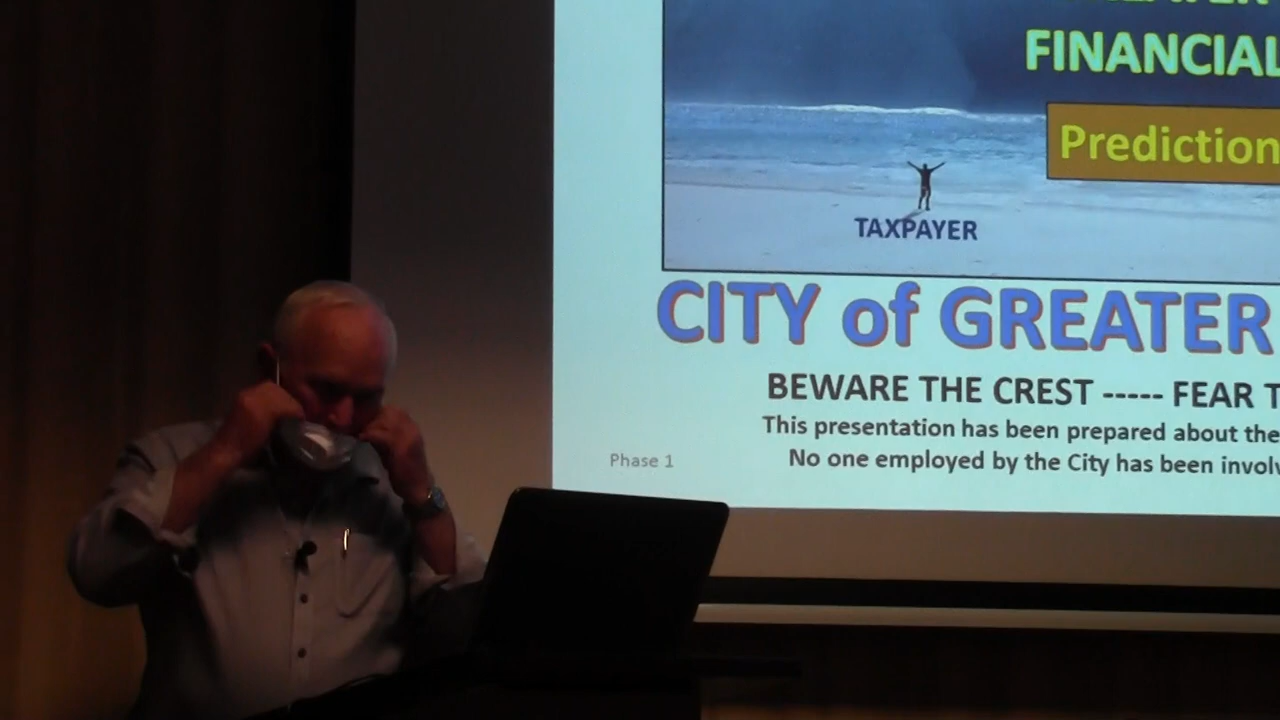 FINANCIAL
Prediction
TAXPAYER
CITY of GREATER
BEWARE THE CREST ----- FEAR T
This presentation has been prepared about the
No one employed by the City has been involv
Phase 1